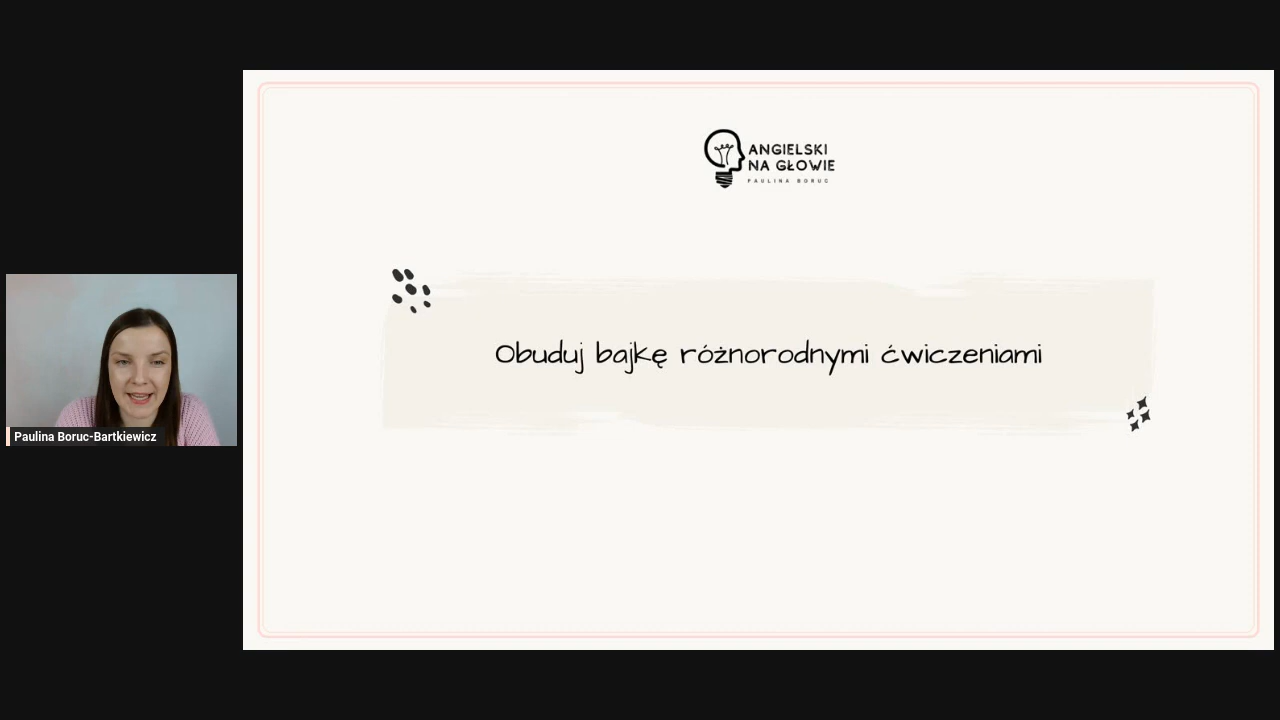 ANGIELSKI
NA GŁOWIE
PAULINA BORUC
Obuduj bajkę różnorodnymi ćwiczeniami
Paulina Boruc-Bartkiewicz